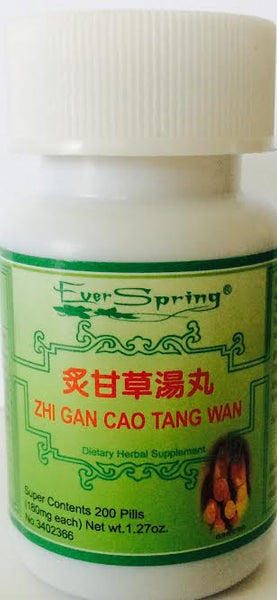 Ever Spring®
炙甘草湯丸
ZHI GAN CAO TANG WAN
Dietary Herbal Supplement
Super Contents 200 Pills
(180mg each) Net wt.1.27oz.
No.3402366